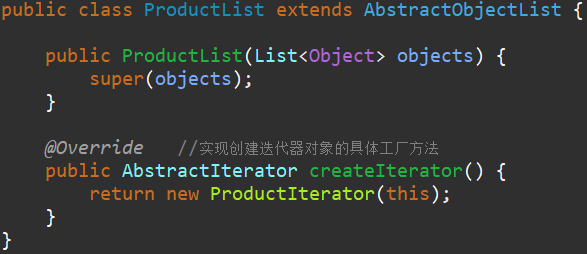 public class ProductList extends AbstractObjectList {
public ProductList(List<Object> objects) {
super(objects);
}
@Override //实现创建迭代器对象的具体工厂方法
public AbstractIterator createIterator() {
return new ProductIterator(this);
}
}